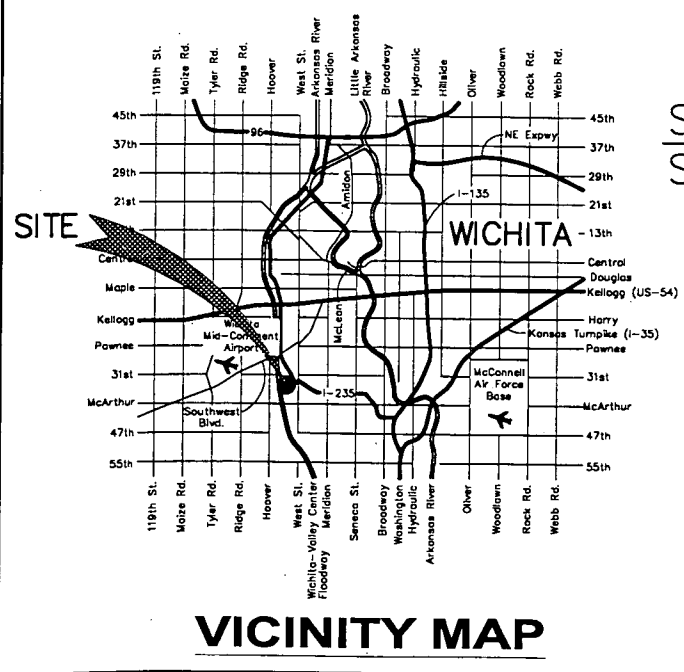 119th St.
Maize Rd.
Tyler Rd.
Ridge Rd.
Hoover
West St.
Arkansas River
Meridian
Little Arkansas
River
Broadway
Hydraulic
Hillside
Oliver
Woodlawn
Rock Rd.
Webb Rd.
45th
37th
29th
21st
Maple
Kellogg
Pawnee
31st
McArthur
47th
55th
45th
37th
29th
21st
13th
Central
Douglas
Kellogg (US-54)
Harry
Kansas Turnpike (I-35)
Pawnee
31st
McArthur
47th
55th
96
NE Expwy
Amidon
I-135
SITE
WICHITA
McLean
Wichita
Mid-Continent
Airport
Southwest
Blvd.
I-235
McConnell
Air Force
Base
119th St.
Maize Rd.
Tyler Rd.
Ridge Rd.
Hoover
West St.
Wichita-Valley Center
Floodway
Meridian
Seneca St.
Broadway
Washington
Hydraulic
Arkansas River
Oliver
Woodlawn
Rock Rd.
Webb Rd.
VICINITY MAP